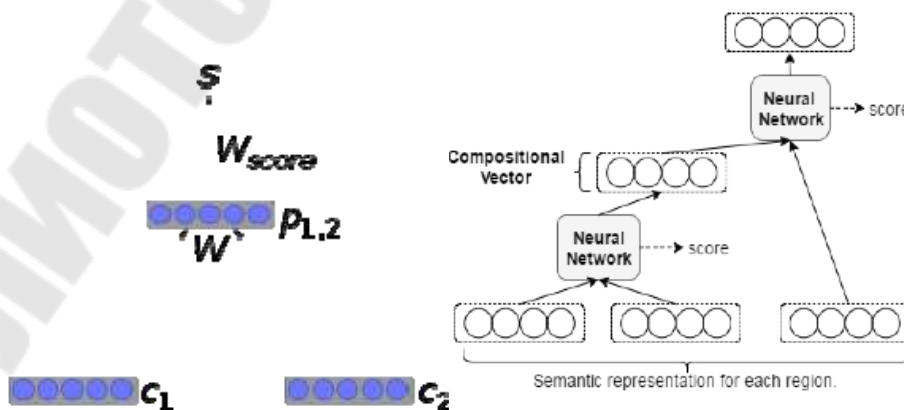 s
W_score
p_1,2
W
c_1
c_2
Neural
Network
score
Compositional
Vector
Neural
Network
score
Semantic representation for each region.